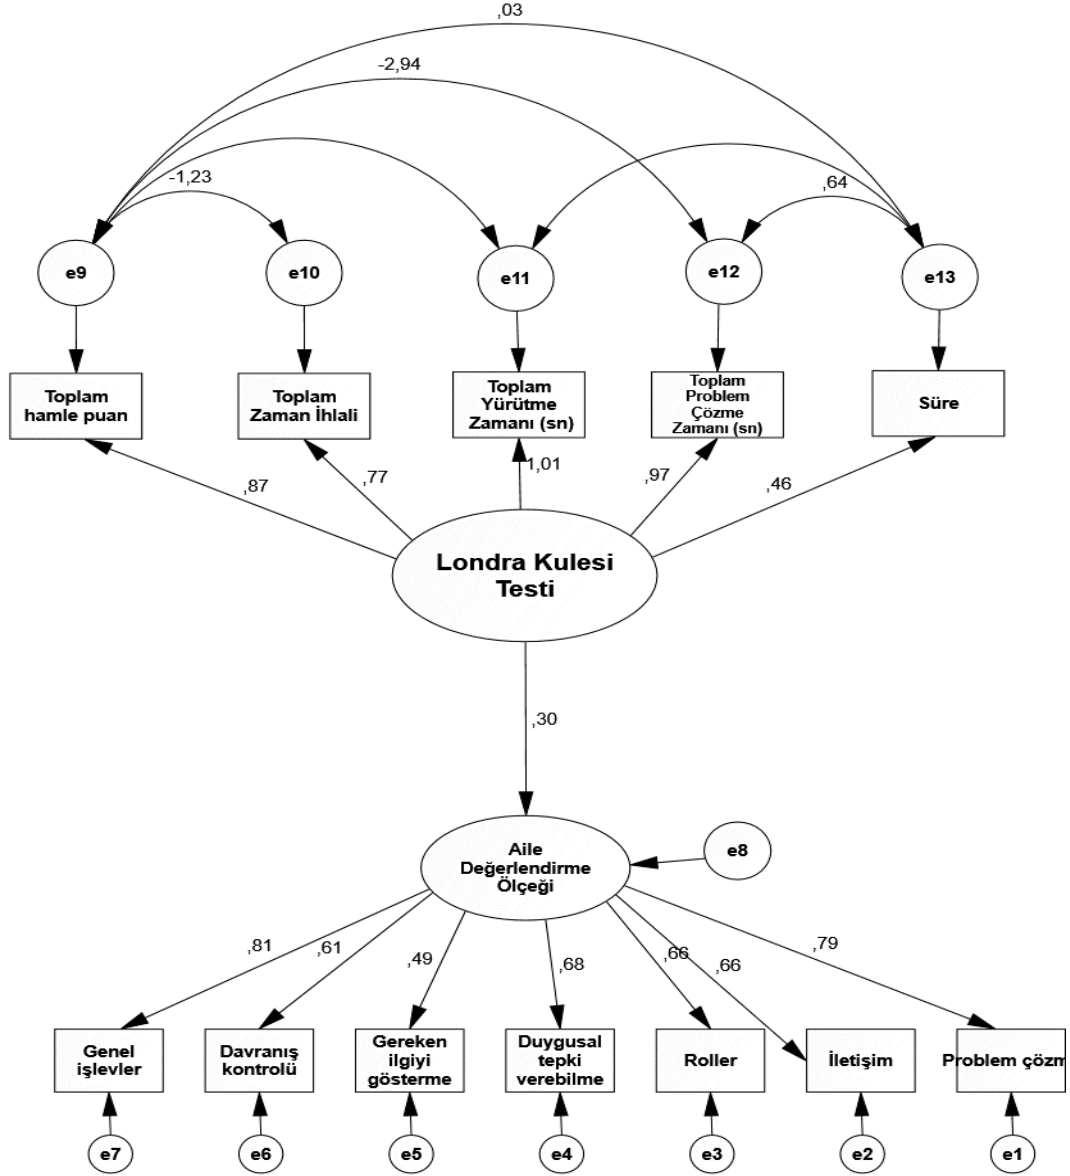 ,03
-2,94
-1,23
,64
e9
e10
e11
e12
e13
Toplam
hamle puan
Toplam
Zaman İhlali
Toplam
Yürütme
Zamanı (sn)
Toplam
Problem
Çözme
Zamanı (sn)
Süre
,87
,77
1,01
,97
,46
Londra Kulesi
Testi
,30
Aile
Değerlendirme
Ölçeği
e8
,81
,61
,49
,68
,66
,66
,79
Genel
işlevler
Davranış
kontrolü
Gereken
ilgiyi
gösterme
Duygusal
tepki
verebilme
Roller
İletişim
Problem çözm
e7
e6
e5
e4
e3
e2
e1